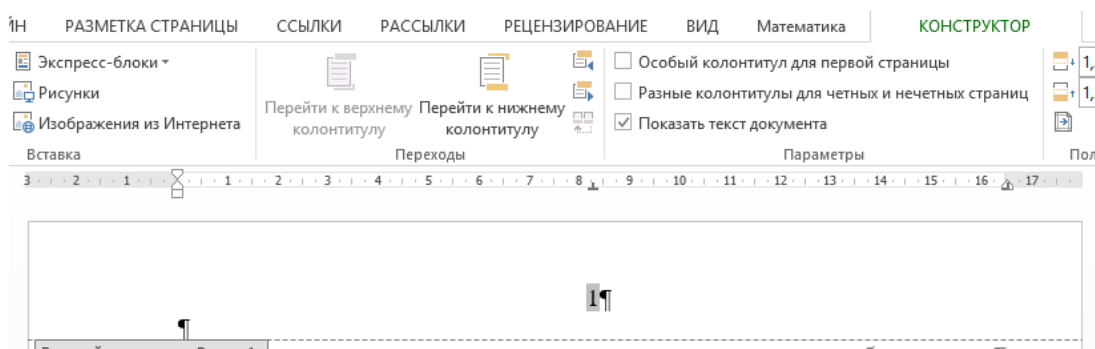 ЙН РАЗМЕТКА СТРАНИЦЫ ССЫЛКИ РАССЫЛКИ РЕЦЕНЗИРОВАНИЕ ВИД Математика КОНСТРУКТОР
Экспресс-блоки
Рисунки
Изображения из Интернета
Вставка
Перейти к верхнему колонтитулу
Перейти к нижнему колонтитулу
Переходы
Особый колонтитул для первой страницы
Разные колонтитулы для четных и нечетных страниц
Показать текст документа
Параметры
1,
1,
Пол
3 2 1 1 2 3 4 5 6 7 8 9 10 11 12 13 14 15 16 17
1¶
¶